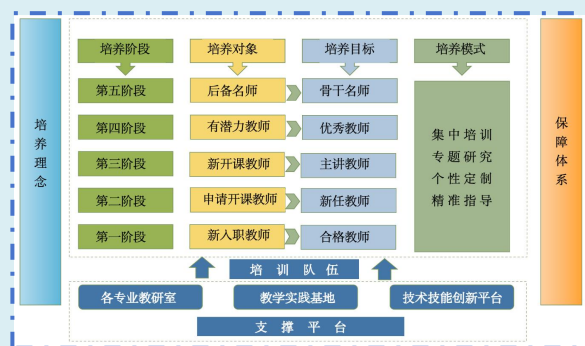 培养理念
培养阶段 培养对象 培养目标 培养模式
第五阶段 后备名师 骨干名师
第四阶段 有潜力教师 优秀教师
第三阶段 新开课教师 主讲教师
第二阶段 申请开课教师 新任教师
第一阶段 新入职教师 合格教师
集中培训
专题研究
个性定制
精准指导
保障体系
培训队伍
各专业教研室 教学实践基地 技术技能创新平台
支撑平台